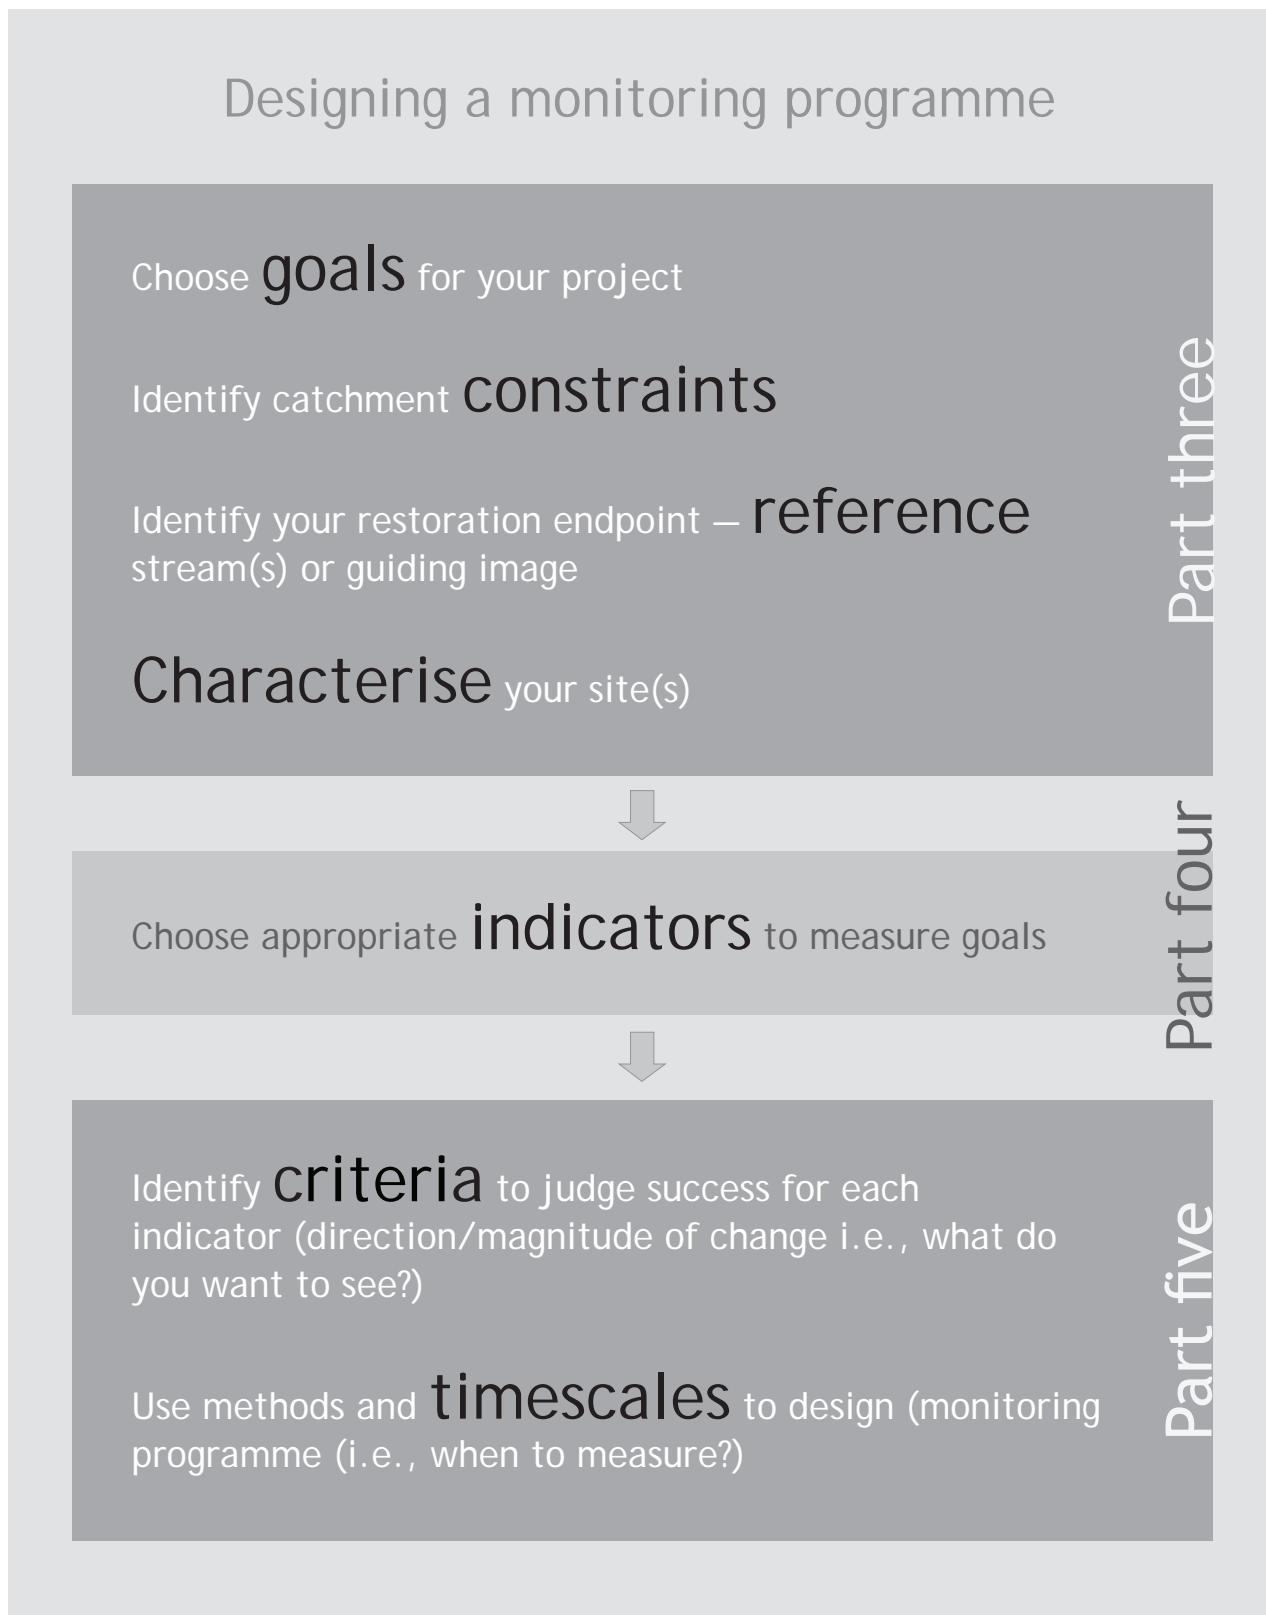 Designing a monitoring programme
Choose goals for your project
Identify catchment constraints
Identify your restoration endpoint — reference
stream(s) or guiding image
Characterise your site(s)
Part three
Choose appropriate indicators to measure goals
Part four
Identify criteria to judge success for each
indicator (direction/magnitude of change i.e., what do
you want to see?)
Use methods and timescales to design (monitoring
programme (i.e., when to measure?)
Part five